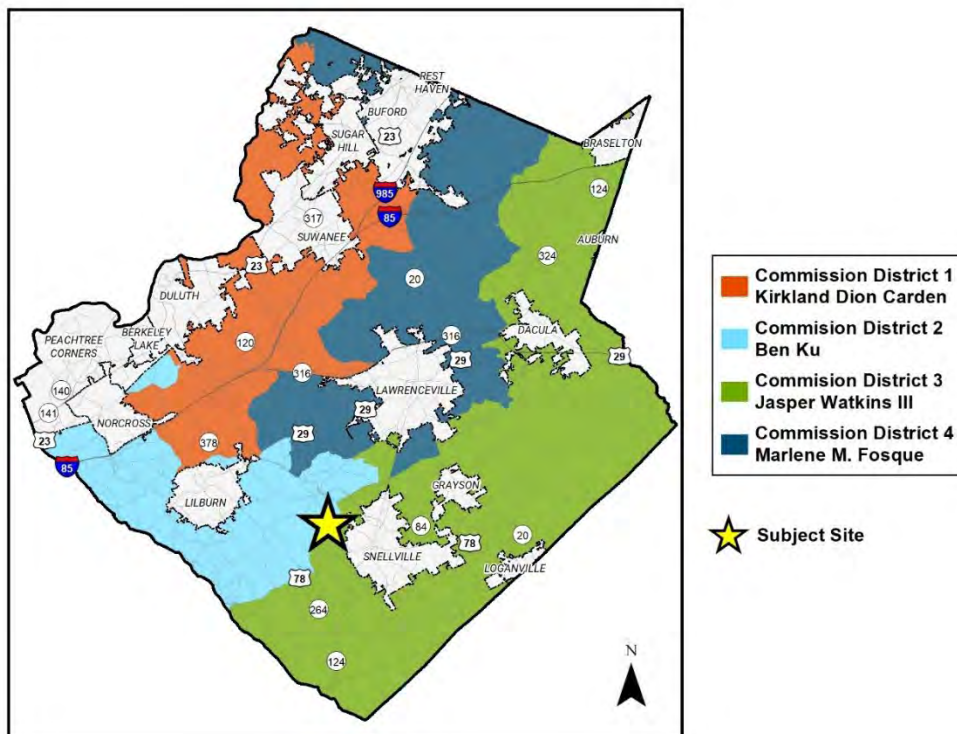 REST
HAVEN
BUFORD
23
SUGAR
HILL
BRASELTON
124
985
85
317
SUWANEE
AUBURN
324
23
20
DULUTH
BERKELEY
LAKE
PEACHTREE
CORNERS
120
316
DACULA
29
29
316
140
LAWRENCEVILLE
141
NORCROSS
29
23
378
29
85
LILBURN
GRAYSON
84
20
78
SNELLVILLE
LOGANVILLE
78
264
124
N
Commission District 1
Kirkland Dion Carden
Commision District 2
Ben Ku
Commision District 3
Jasper Watkins III
Commission District 4
Marlene M. Fosque
Subject Site